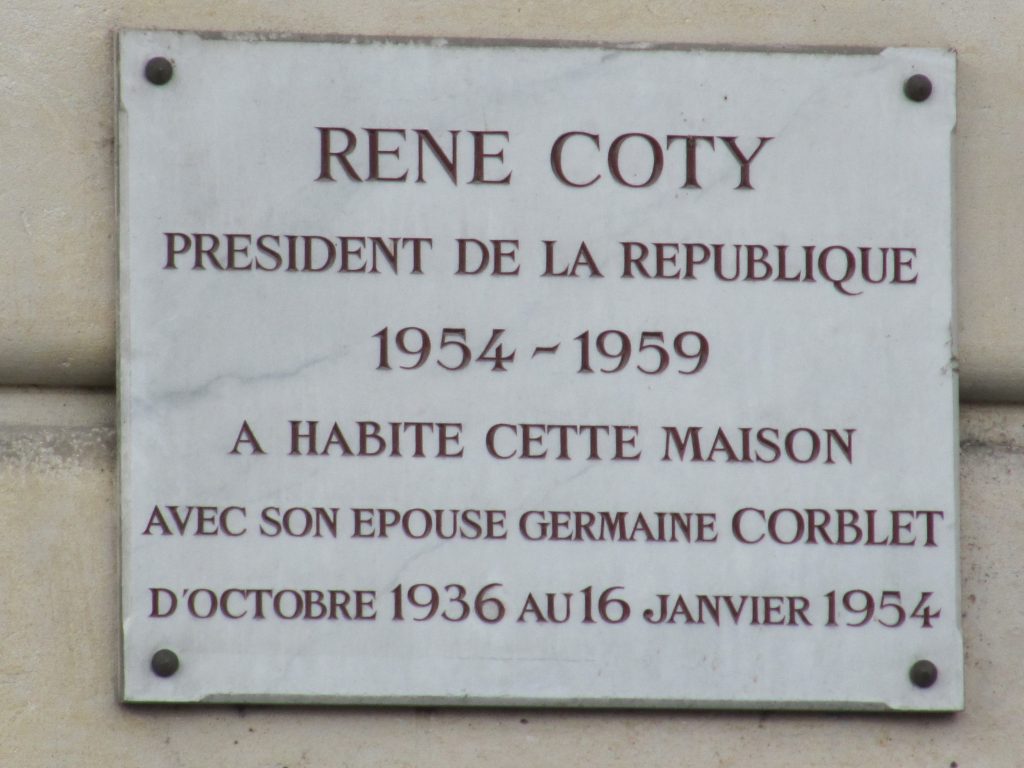 RENE COTY
PRESIDENT DE LA REPUBLIQUE
1954 - 1959
A HABITE CETTE MAISON
AVEC SON EPOUSE GERMAINE CORBLET
D'OCTOBRE 1936 AU 16 JANVIER 1954